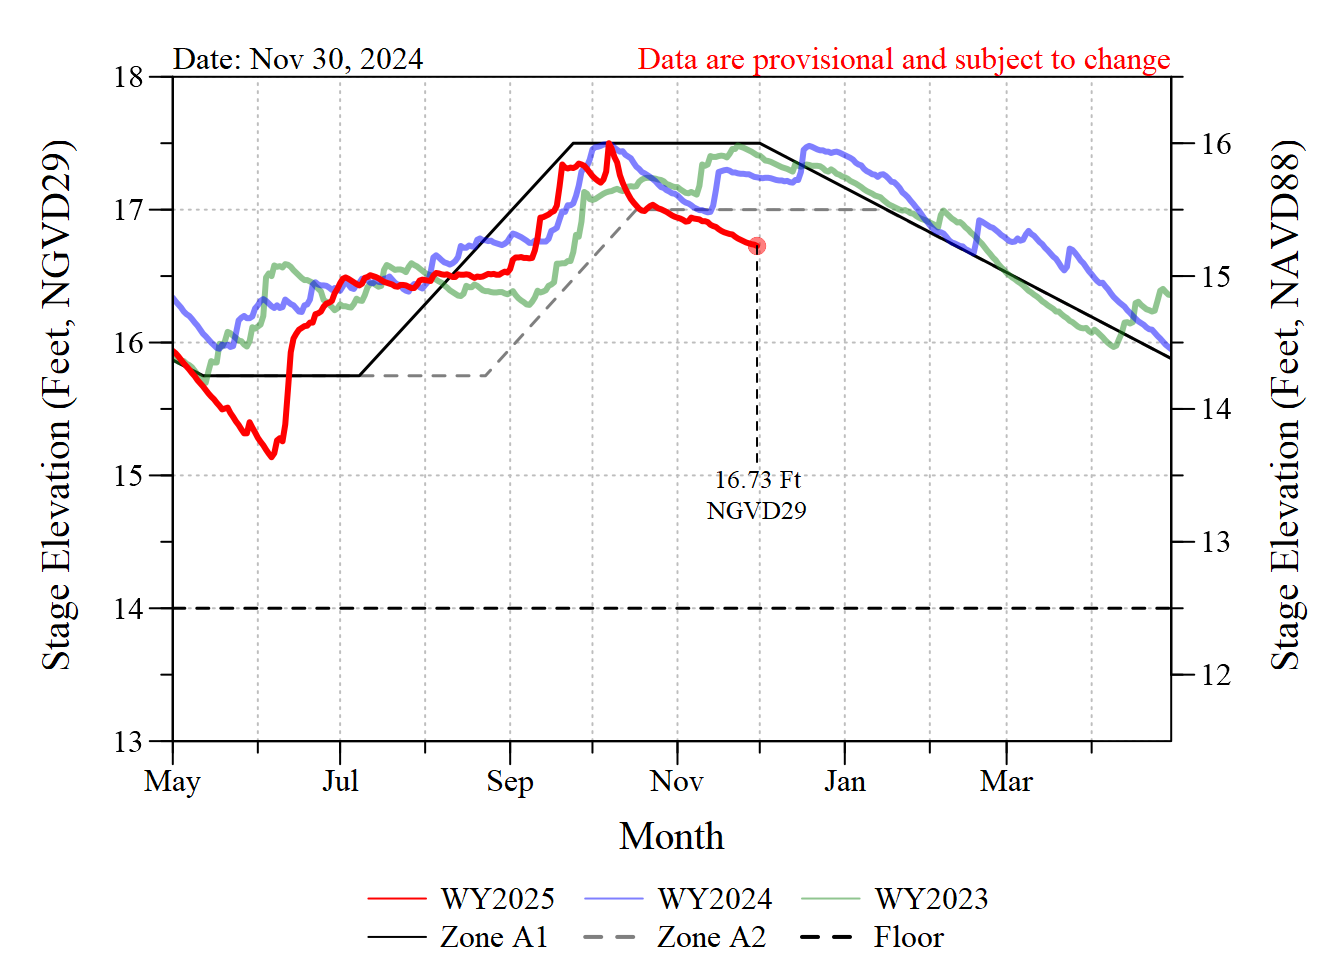 Date: Nov 30, 2024
Data are provisional and subject to change
18
17
16
15
14
13
Stage Elevation (Feet, NGVD29)
16
15
14
13
12
Stage Elevation (Feet, NAVD88)
16.73 Ft
NGVD29
May Jul Sep Nov Jan Mar
Month
WY2025 WY2024 WY2023
Zone A1 Zone A2 Floor